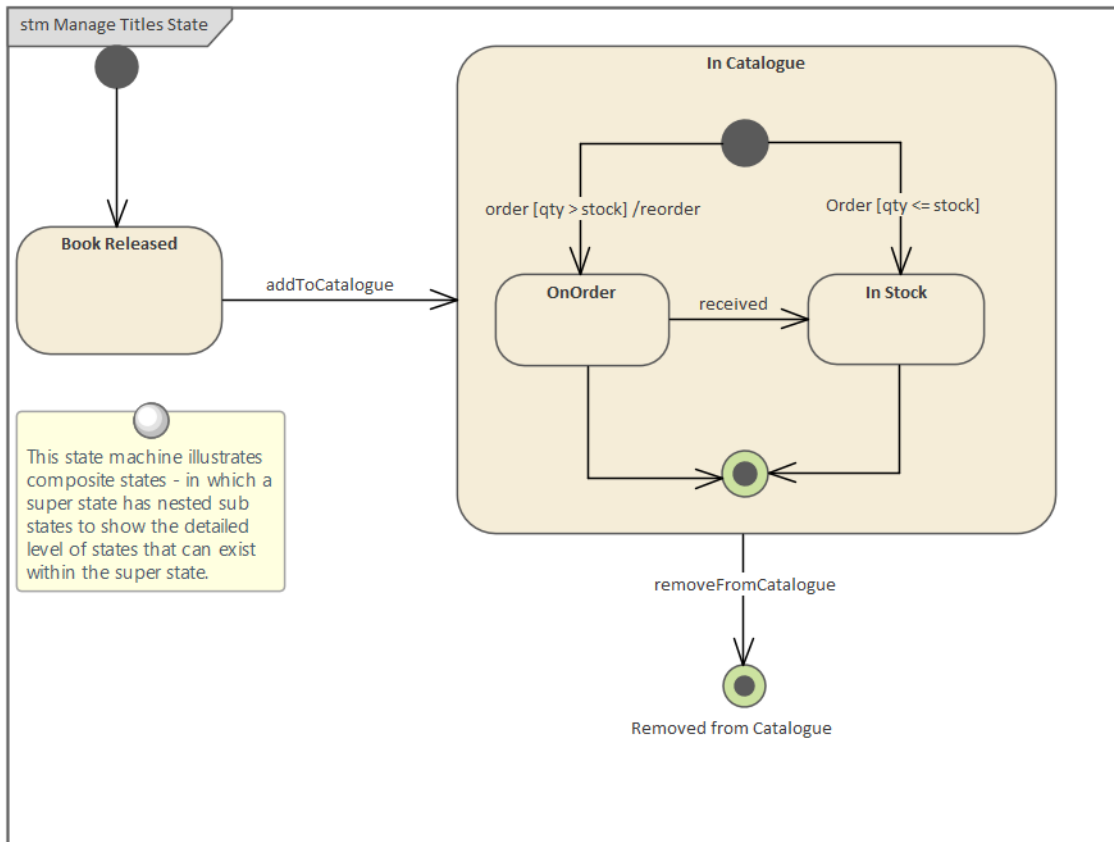 stm Manage Titles State
In Catalogue
order [qty > stock] /reorder
Order [qty <= stock]
Book Released
addToCatalogue
OnOrder
received
In Stock
This state machine illustrates
composite states - in which a
super state has nested sub
states to show the detailed
level of states that can exist
within the super state.
removeFromCatalogue
Removed from Catalogue